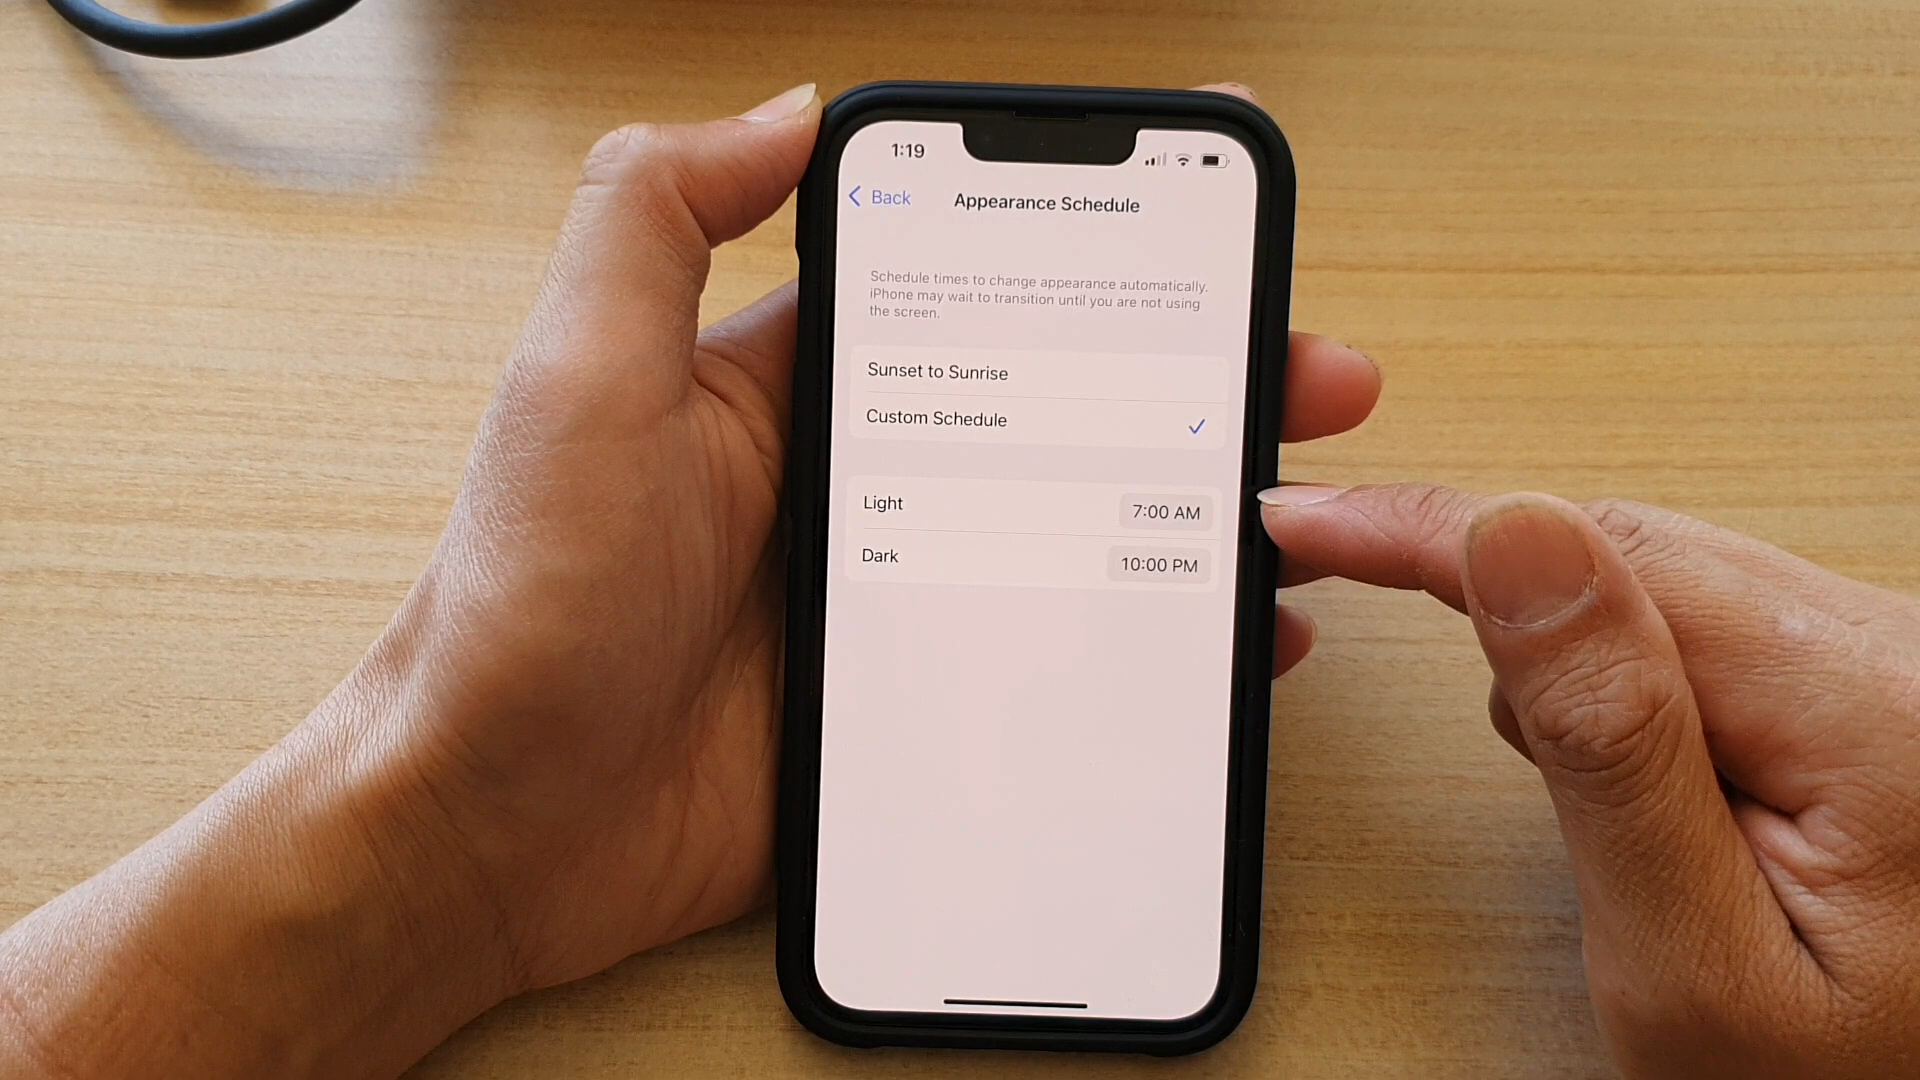 1:19
Back
Appearance Schedule
Schedule times to change appearance automatically.
iPhone may wait to transition until you are not using
the screen.
Sunset to Sunrise
Custom Schedule
Light 7:00 AM
Dark 10:00 PM